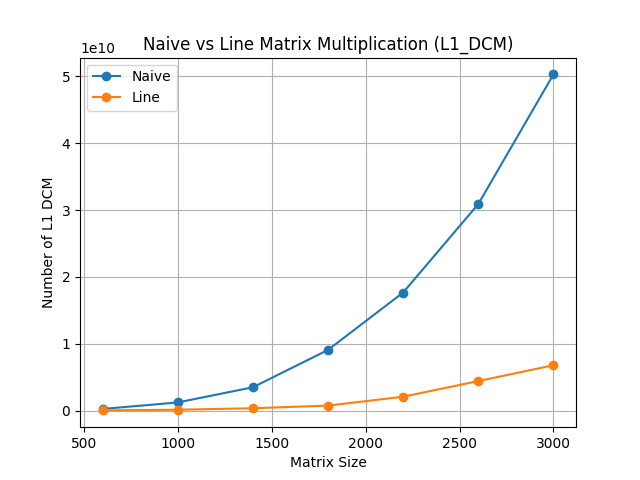 Naive vs Line Matrix Multiplication (L1_DCM)
1e10
Naive
Line
5
4
3
2
1
0
Number of L1 DCM
500 1000 1500 2000 2500 3000
Matrix Size